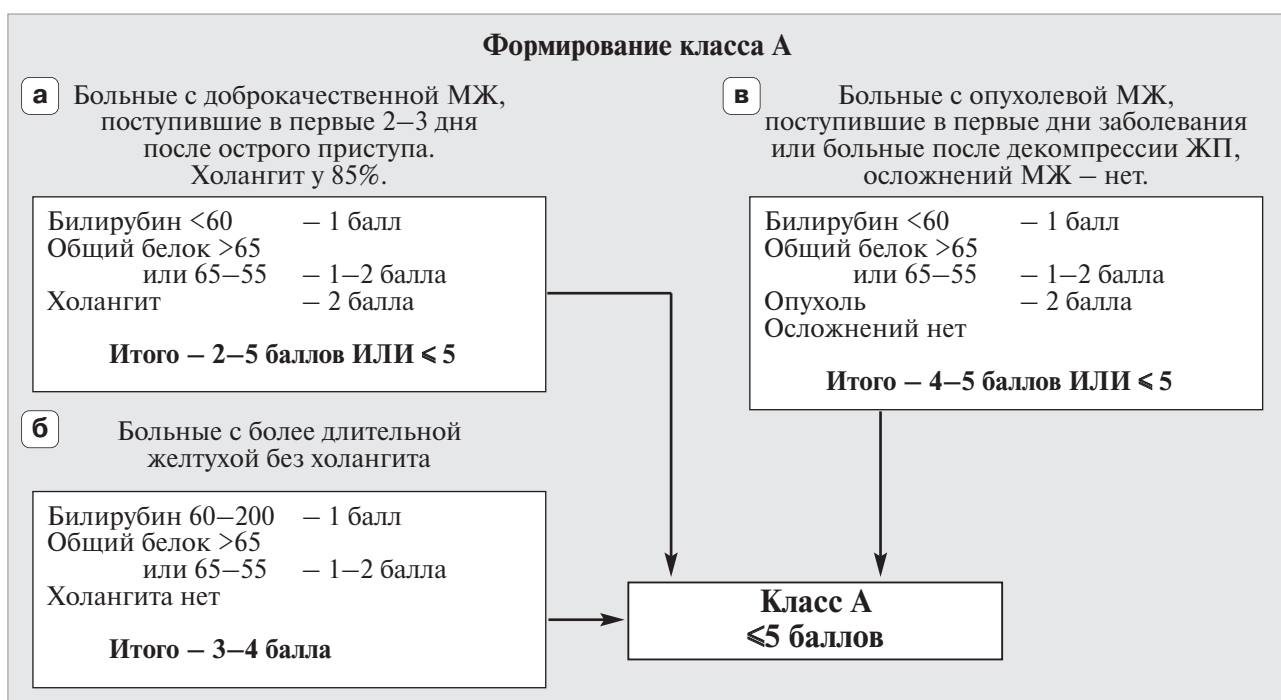 Формирование класса А
а
Больные с доброкачественной МЖ,
поступившие в первые 2–3 дня
после острого приступа.
Холангит у 85%.
Билирубин <60 – 1 балл
Общий белок >65
или 65–55 – 1–2 балла
Холангит – 2 балла
Итого – 2–5 баллов ИЛИ ⩽ 5
б
Больные с более длительной
желтухой без холангита
Билирубин 60–200 – 1 балл
Общий белок >65
или 65–55 – 1–2 балла
Холангита нет
Итого – 3–4 балла
в
Больные с опухолевой МЖ,
поступившие в первые дни заболевания
или больные после декомпрессии ЖП,
осложнений МЖ – нет.
Билирубин <60 – 1 балл
Общий белок >65
или 65–55 – 1–2 балла
Опухоль – 2 балла
Осложнений нет
Итого – 4–5 баллов ИЛИ ⩽ 5
Класс А
⩽5 баллов